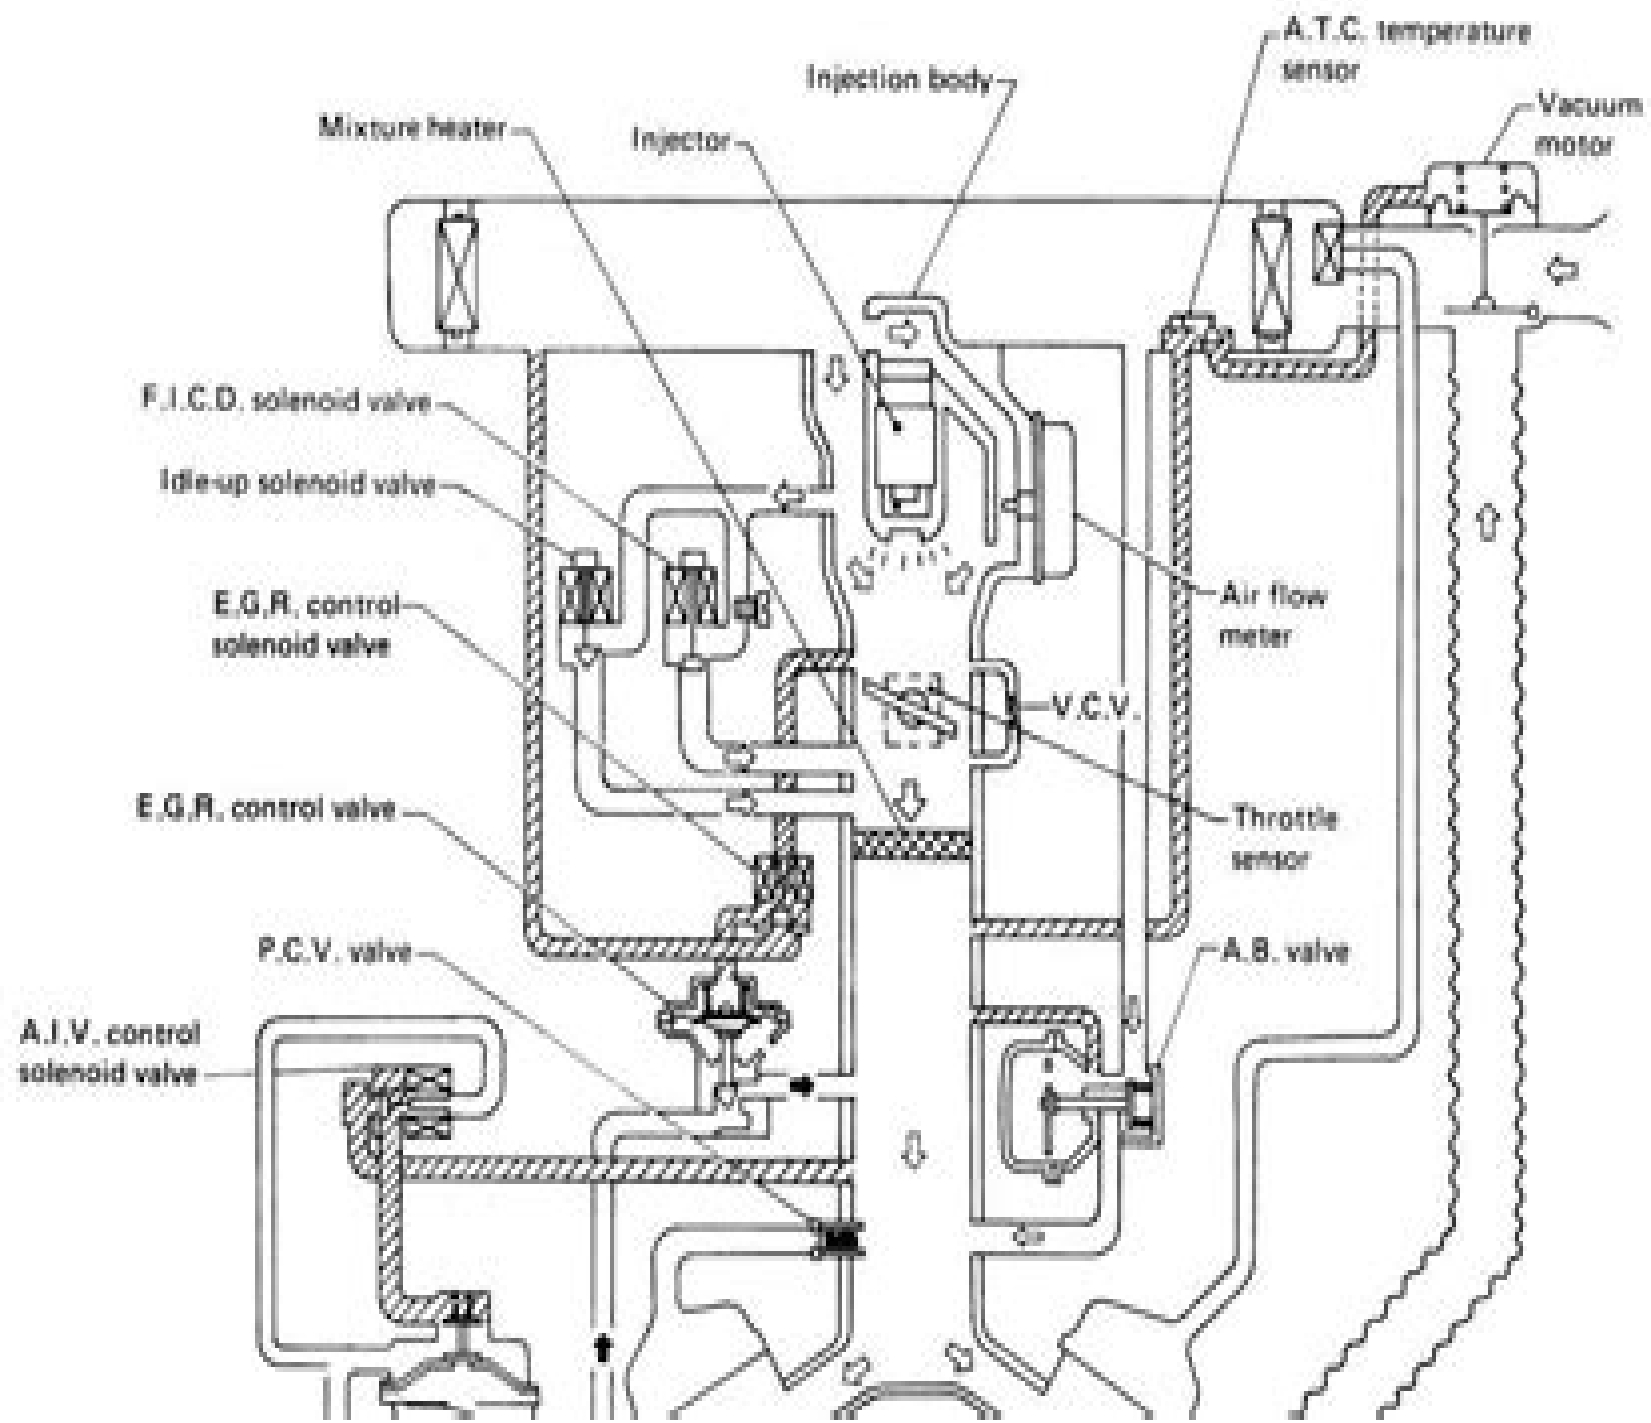 A.T.C. temperature
sensor
Injection body
Vacuum
motor
Mixture heater
Injector
F.I.C.D. solenoid valve
Idle-up solenoid valve
E.G.R. control
solenoid valve
Air flow
meter
V.C.V.
E.G.R. control valve
Throttle
sensor
P.C.V. valve
A.B. valve
A.I.V. control
solenoid valve